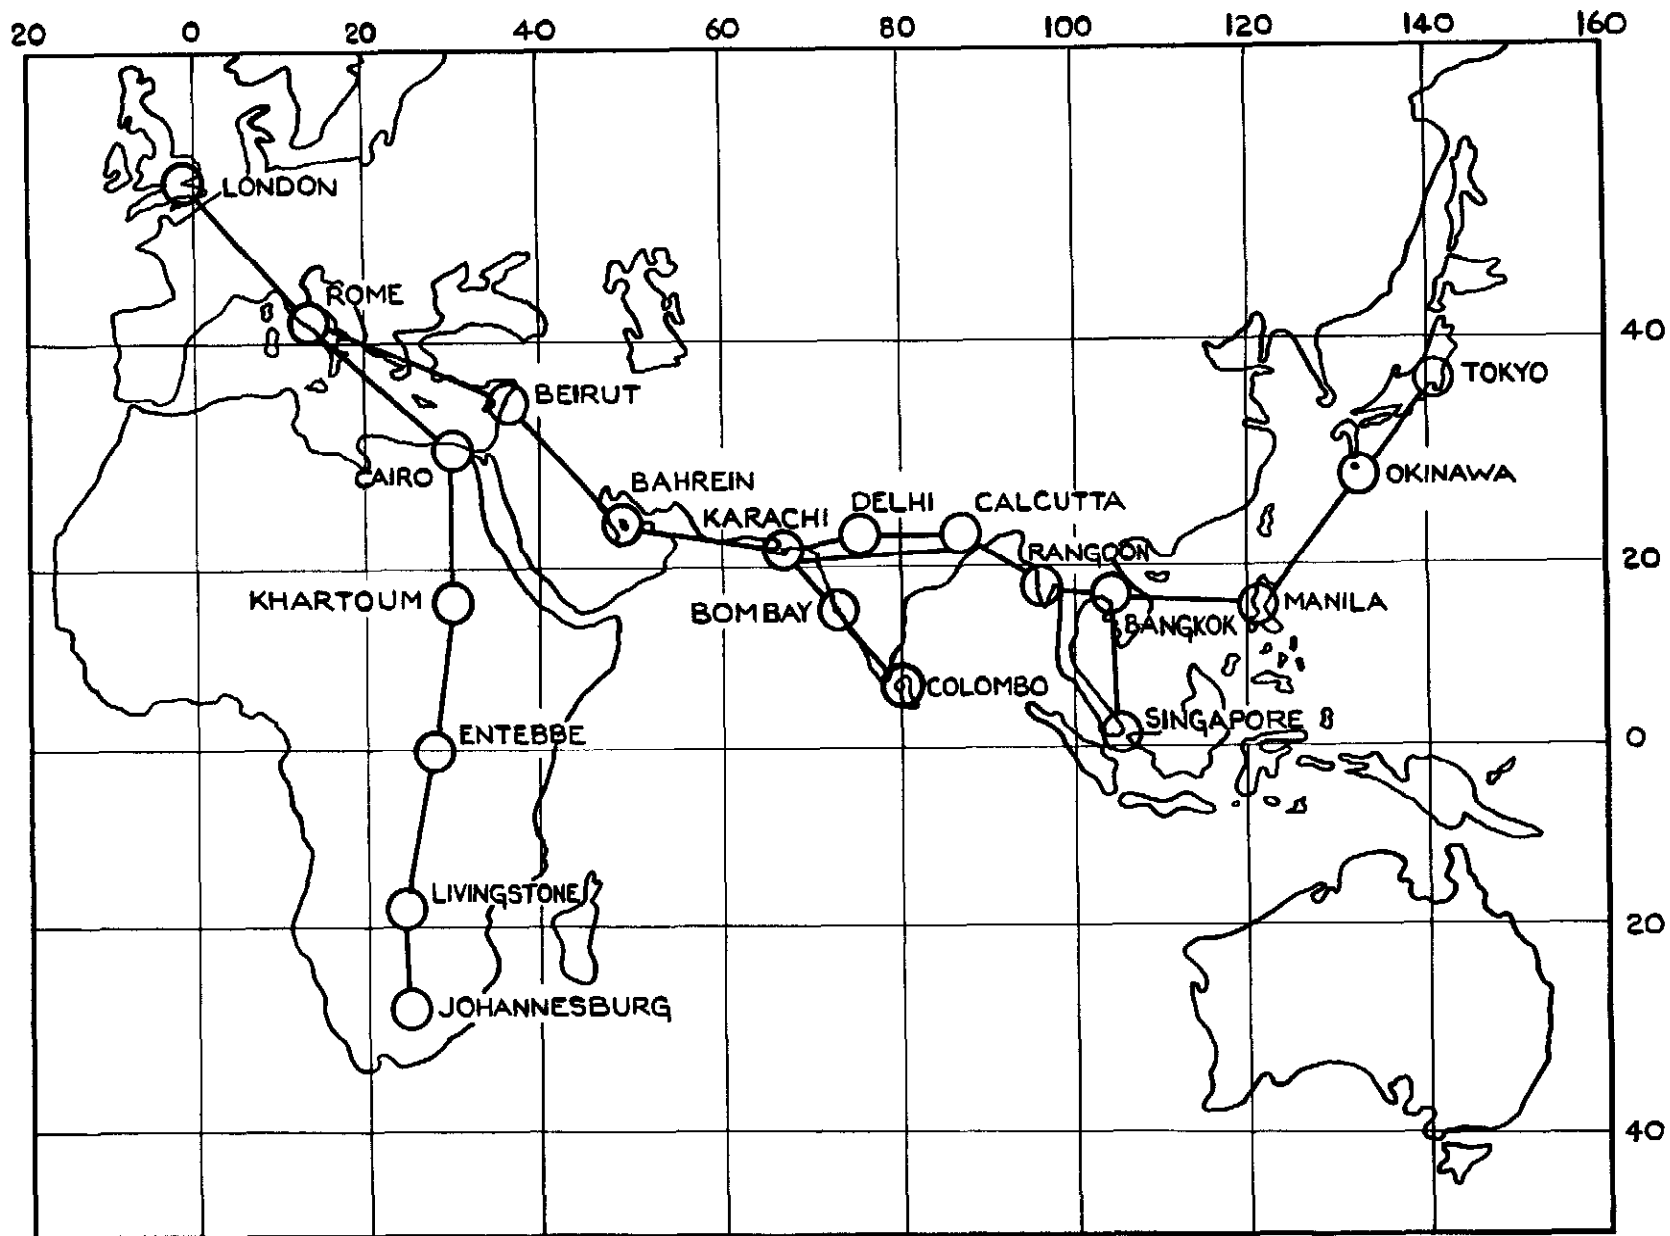 20 0 20 40 60 80 100 120 140 160
LONDON
ROME
40
TOKYO
BEIRUT
CAIRO
OKINAWA
BAHREIN
DELHI
CALCUTTA
KARACHI
RANGOON
20
KHARTOUM
BOMBAY
MANILA
BANGKOK
COLOMBO
SINGAPORE
ENTEBBE
0
LIVINGSTONE
20
JOHANNESBURG
40